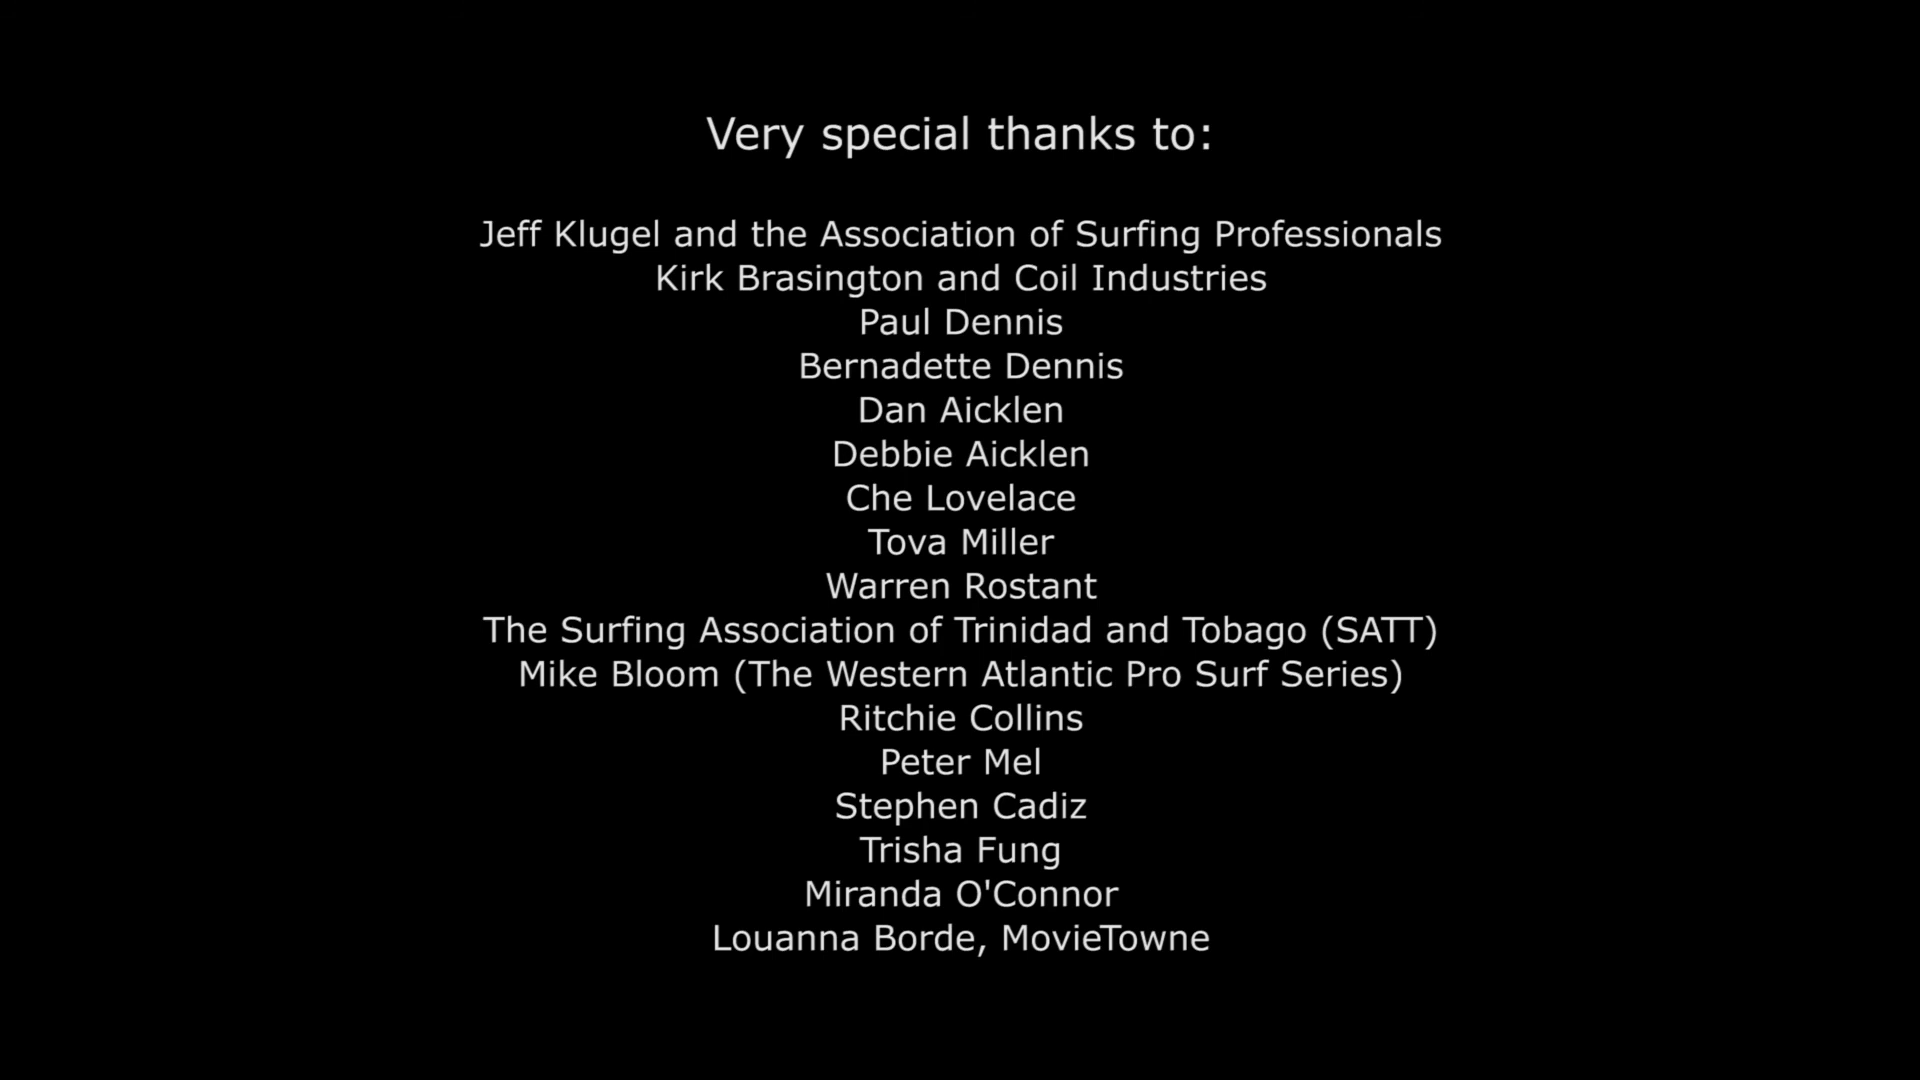 Very special thanks to:
Jeff Klugel and the Association of Surfing Professionals
Kirk Brasington and Coil Industries
Paul Dennis
Bernadette Dennis
Dan Aicklen
Debbie Aicklen
Che Lovelace
Tova Miller
Warren Rostant
The Surfing Association of Trinidad and Tobago (SATT)
Mike Bloom (The Western Atlantic Pro Surf Series)
Ritchie Collins
Peter Mel
Stephen Cadiz
Trisha Fung
Miranda O'Connor
Louanna Borde, MovieTowne